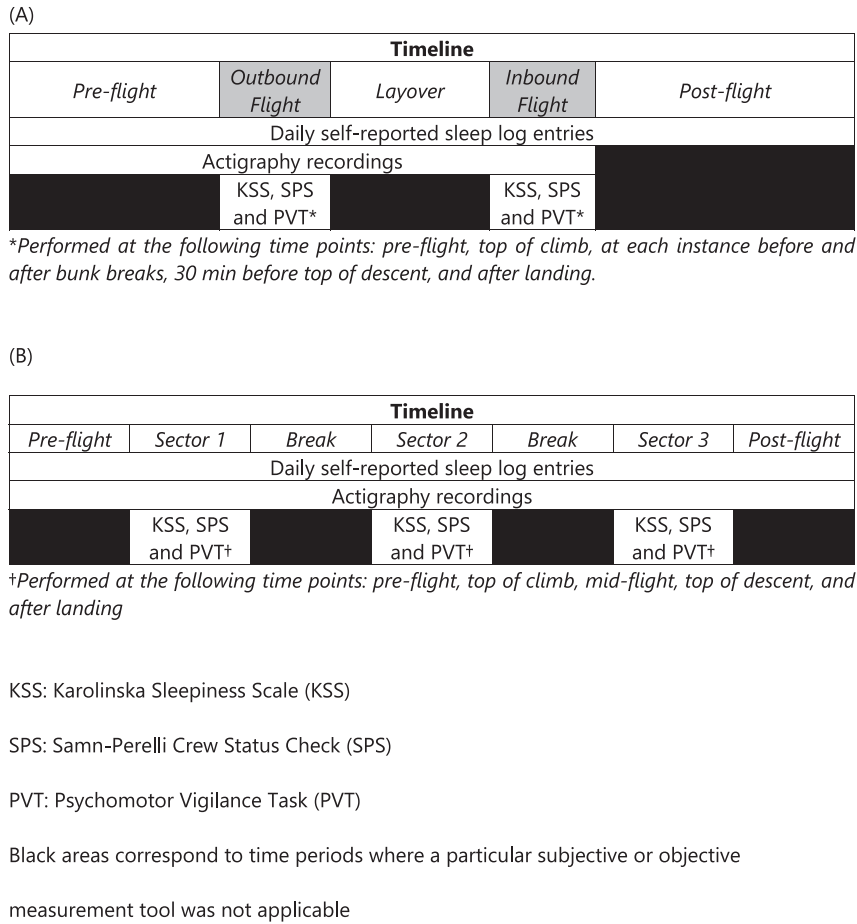 (A)
Timeline
Pre-flight Outbound Flight Layover Inbound Flight Post-flight
Daily self-reported sleep log entries
Actigraphy recordings
KSS, SPS and PVT* KSS, SPS and PVT*
*Performed at the following time points: pre-flight, top of climb, at each instance before and
after bunk breaks, 30 min before top of descent, and after landing.
(B)
Timeline
Pre-flight Sector 1 Break Sector 2 Break Sector 3 Post-flight
Daily self-reported sleep log entries
Actigraphy recordings
KSS, SPS and PVT† KSS, SPS and PVT† KSS, SPS and PVT†
†Performed at the following time points: pre-flight, top of climb, mid-flight, top of descent, and
after landing
KSS: Karolinska Sleepiness Scale (KSS)
SPS: Samn-Perelli Crew Status Check (SPS)
PVT: Psychomotor Vigilance Task (PVT)
Black areas correspond to time periods where a particular subjective or objective
measurement tool was not applicable